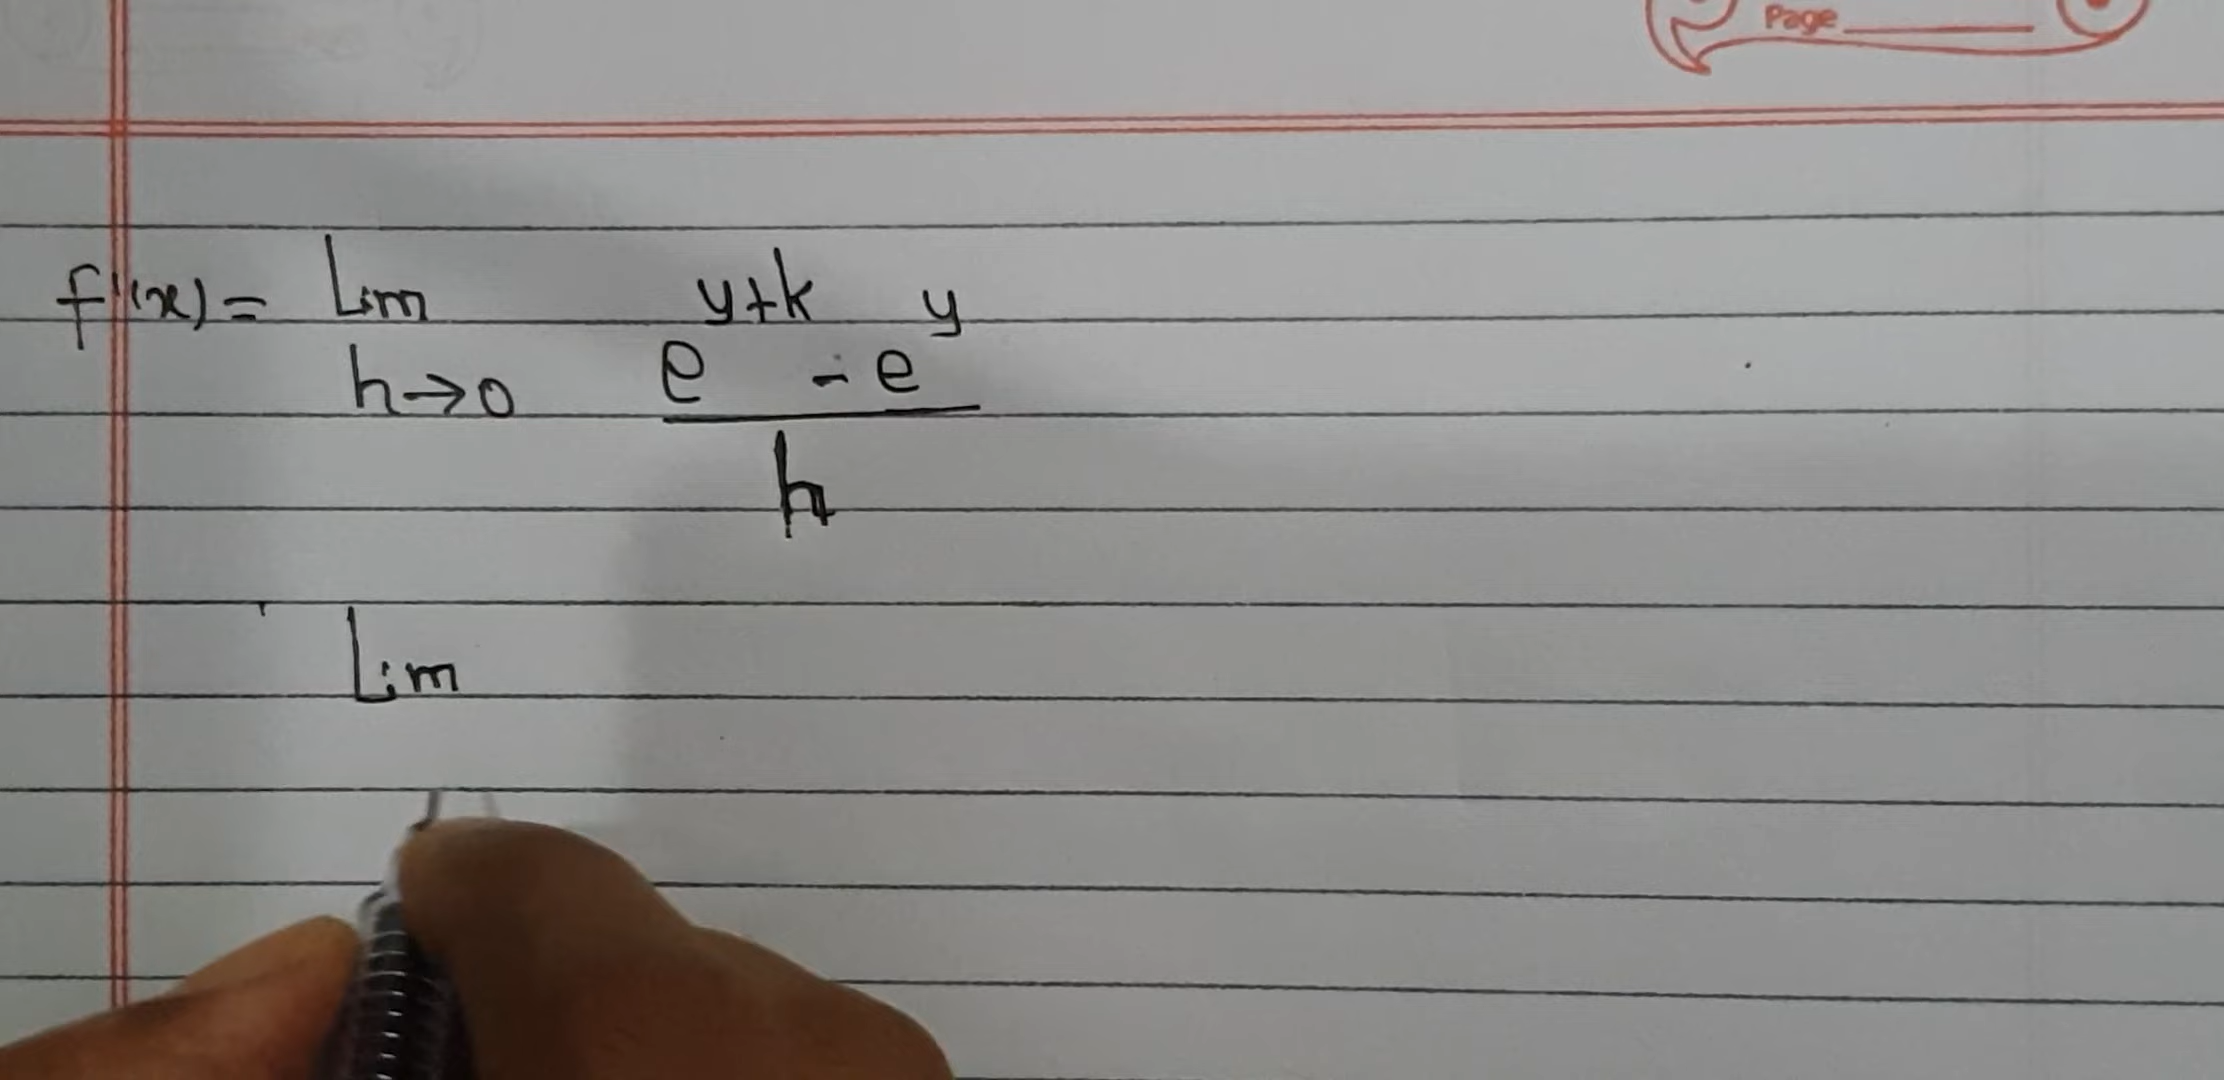 Page
f'(x) = Lim y+k y
h→0 e - e
h
Lim